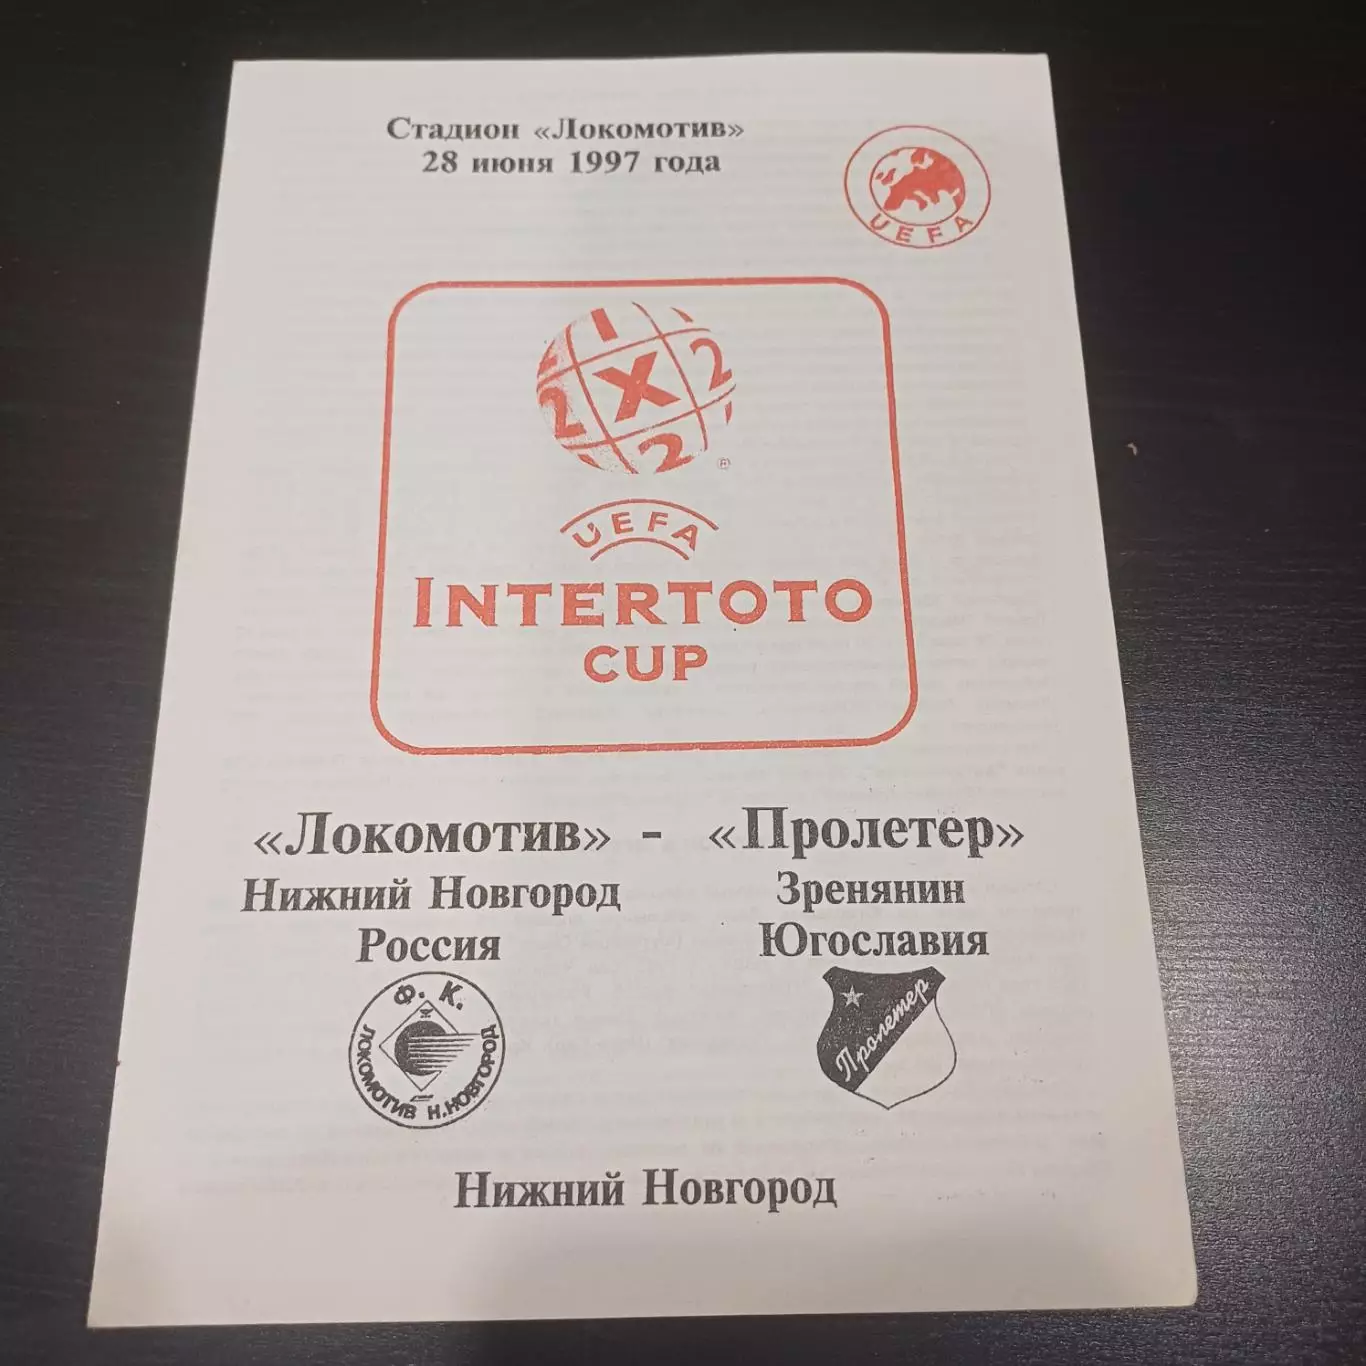 Стадион «Локомотив»
28 июня 1997 года
UEFA
1
2 X 2
2
®
UEFA
INTERTOTO
CUP
«Локомотив» - «Пролетер»
Нижний Новгород Зренянин
Россия Югославия
Ф. К.
ЛОКОМОТИВ Н.НОВГОРОД
Пролетер
Нижний Новгород